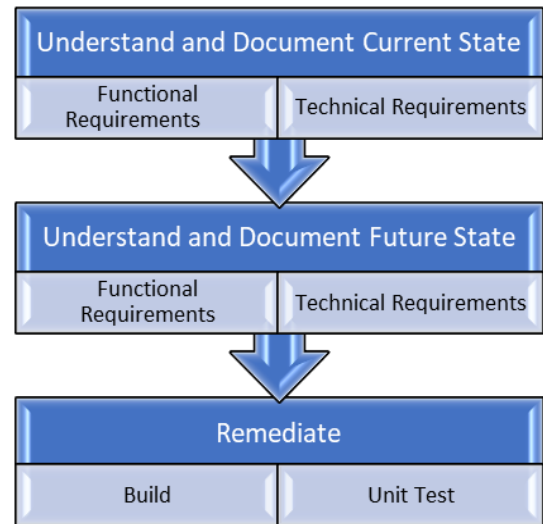 Understand and Document Current State
Functional
Requirements
Technical Requirements
Understand and Document Future State
Functional
Requirements
Technical Requirements
Remediate
Build
Unit Test